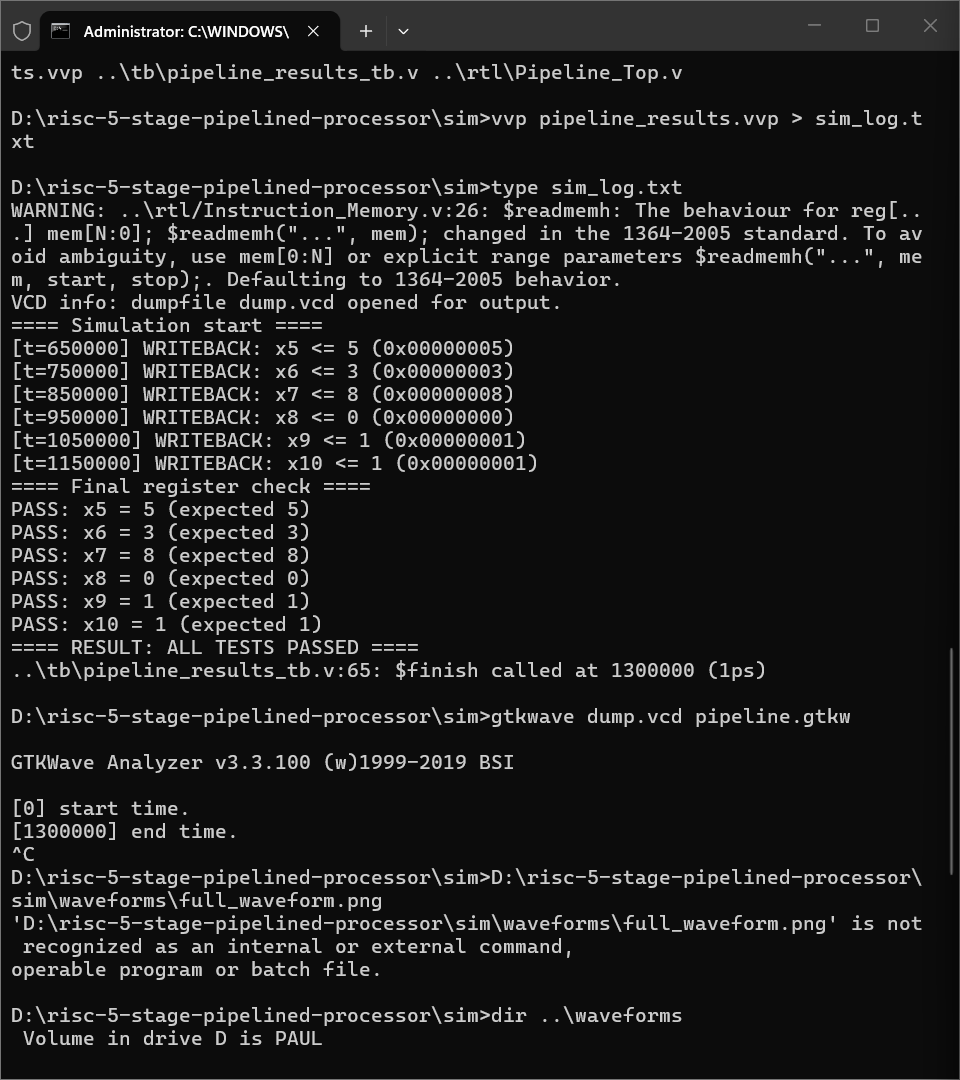 Administrator: C:\WINDOWS\
ts.vvp ..\tb\pipeline_results_tb.v ..\rtl\Pipeline_Top.v
D:\risc-5-stage-pipelined-processor\sim>vvp pipeline_results.vvp > sim_log.t
xt
D:\risc-5-stage-pipelined-processor\sim>type sim_log.txt
WARNING: ..\rtl/Instruction_Memory.v:26: $readmemh: The behaviour for reg[..
.] mem[N:0]; $readmemh("...", mem); changed in the 1364-2005 standard. To av
oid ambiguity, use mem[0:N] or explicit range parameters $readmemh("...", me
m, start, stop);. Defaulting to 1364-2005 behavior.
VCD info: dumpfile dump.vcd opened for output.
==== Simulation start ====
[t=650000] WRITEBACK: x5 <= 5 (0x00000005)
[t=750000] WRITEBACK: x6 <= 3 (0x00000003)
[t=850000] WRITEBACK: x7 <= 8 (0x00000008)
[t=950000] WRITEBACK: x8 <= 0 (0x00000000)
[t=1050000] WRITEBACK: x9 <= 1 (0x00000001)
[t=1150000] WRITEBACK: x10 <= 1 (0x00000001)
==== Final register check ====
PASS: x5 = 5 (expected 5)
PASS: x6 = 3 (expected 3)
PASS: x7 = 8 (expected 8)
PASS: x8 = 0 (expected 0)
PASS: x9 = 1 (expected 1)
PASS: x10 = 1 (expected 1)
==== RESULT: ALL TESTS PASSED ====
..\tb\pipeline_results_tb.v:65: $finish called at 1300000 (1ps)
D:\risc-5-stage-pipelined-processor\sim>gtkwave dump.vcd pipeline.gtkw
GTKWave Analyzer v3.3.100 (w)1999-2019 BSI
[0] start time.
[1300000] end time.
^C
D:\risc-5-stage-pipelined-processor\sim>D:\risc-5-stage-pipelined-processor\
sim\waveforms\full_waveform.png
'D:\risc-5-stage-pipelined-processor\sim\waveforms\full_waveform.png' is not
 recognized as an internal or external command,
operable program or batch file.
D:\risc-5-stage-pipelined-processor\sim>dir ..\waveforms
 Volume in drive D is PAUL